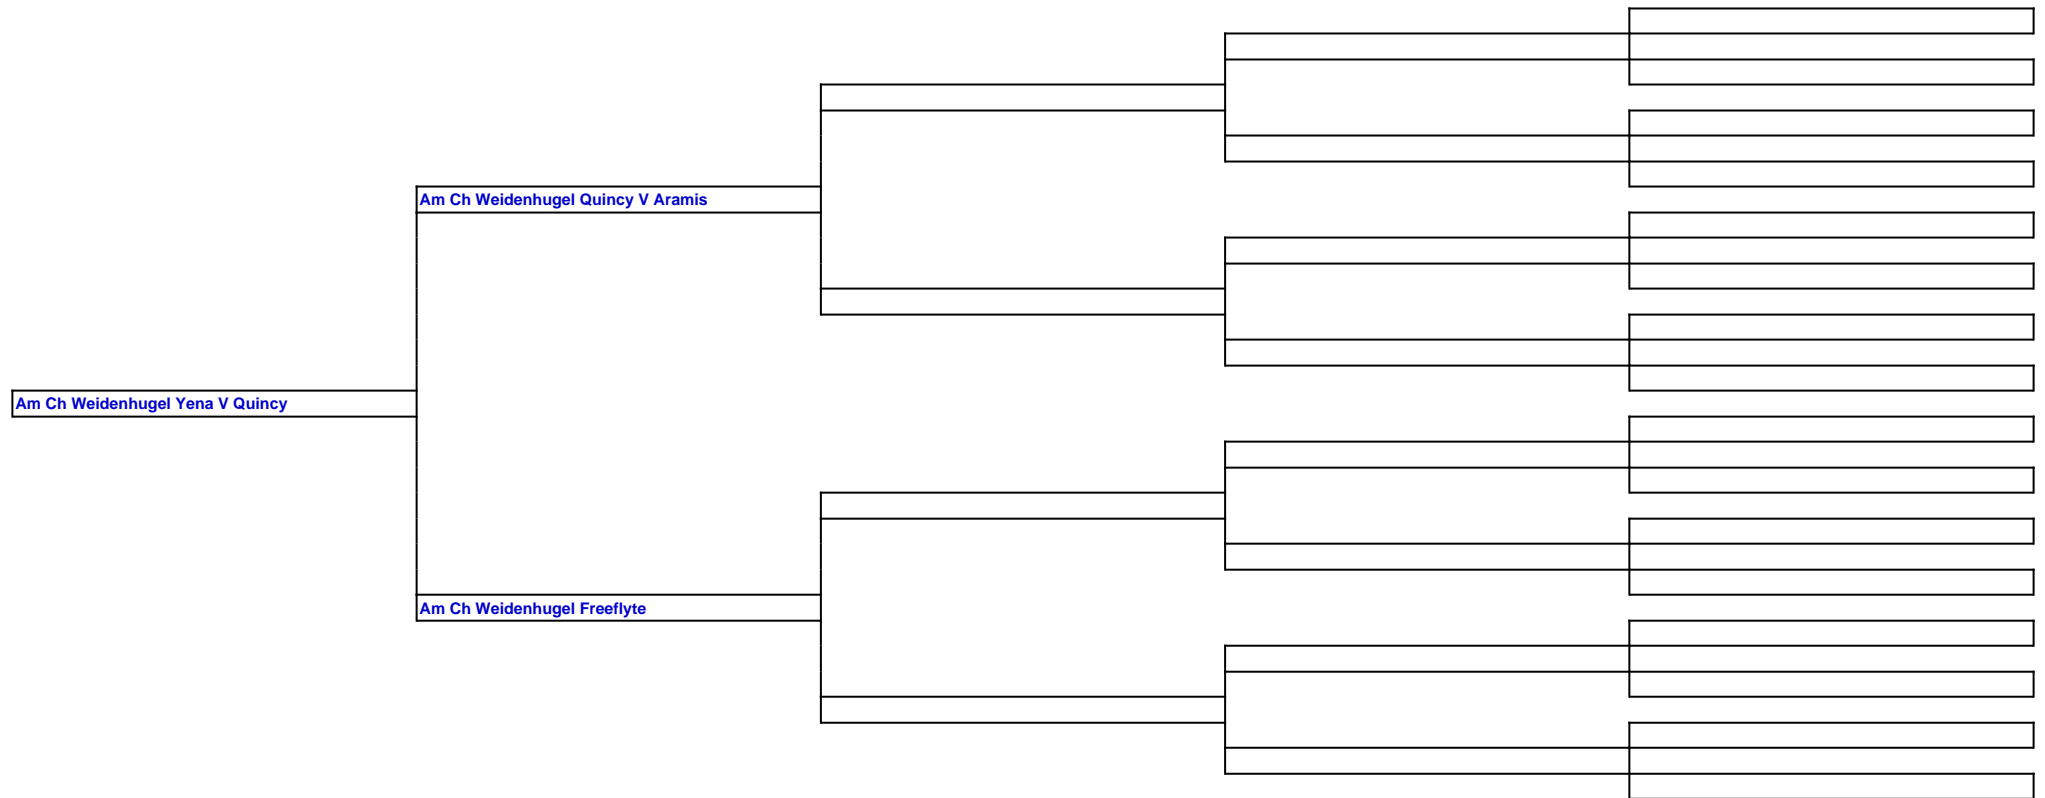 Am Ch Weidenhugel Quincy V Aramis
Am Ch Weidenhugel Yena V Quincy
Am Ch Weidenhugel Freeflyte